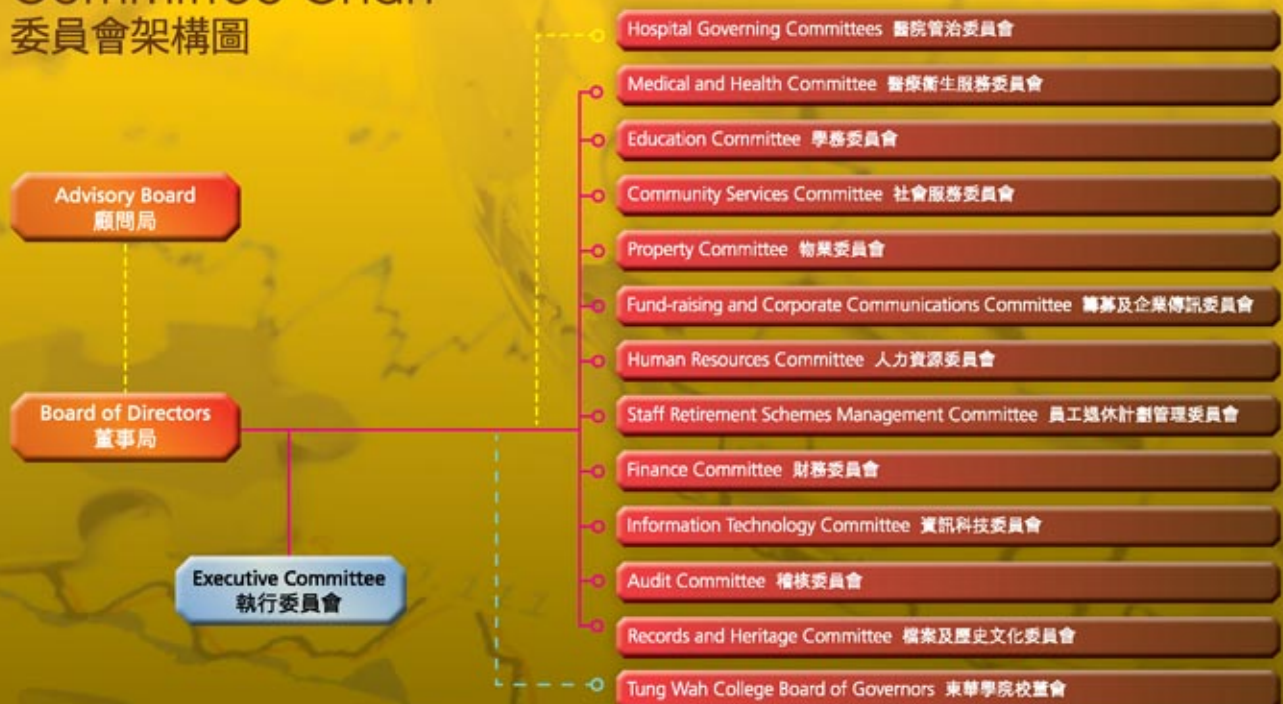 委員會架構圖
Advisory Board
顧問局
Board of Directors
董事局
Executive Committee
執行委員會
Hospital Governing Committees 醫院管治委員會
Medical and Health Committee 醫療衞生服務委員會
Education Committee 學務委員會
Community Services Committee 社會服務委員會
Property Committee 物業委員會
Fund-raising and Corporate Communications Committee 籌募及企業傳訊委員會
Human Resources Committee 人力資源委員會
Staff Retirement Schemes Management Committee 員工退休計劃管理委員會
Finance Committee 財務委員會
Information Technology Committee 資訊科技委員會
Audit Committee 稽核委員會
Records and Heritage Committee 檔案及歷史文化委員會
Tung Wah College Board of Governors 東華學院校董會